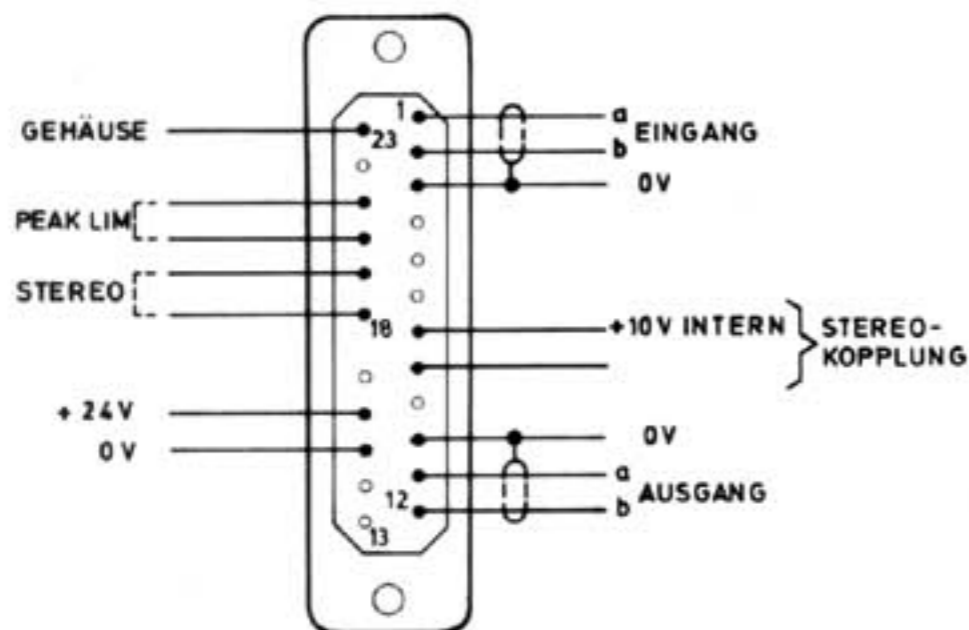 GEHÄUSE
PEAK LIM
STEREO
+ 24V
0V
1
23
18
12
13
a
EINGANG
b
0V
+10V INTERN
STEREO-
KOPPLUNG
0V
a
AUSGANG
b